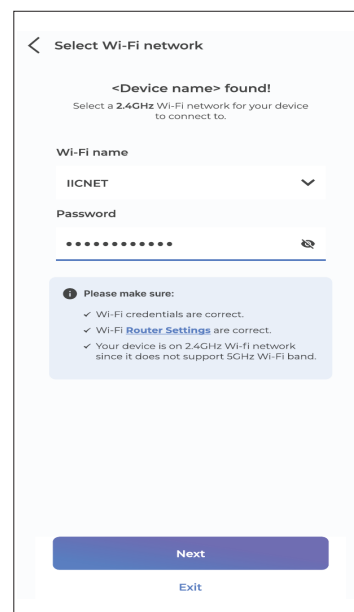 Select Wi-Fi network
<Device name> found!
Select a 2.4GHz Wi-Fi network for your device
to connect to.
Wi-Fi name
IICNET
Password
••••••••••••
Please make sure:
✓ Wi-Fi credentials are correct.
✓ Wi-Fi Router Settings are correct.
✓ Your device is on 2.4GHz Wi-fi network
since it does not support 5GHz Wi-Fi band.
Next
Exit